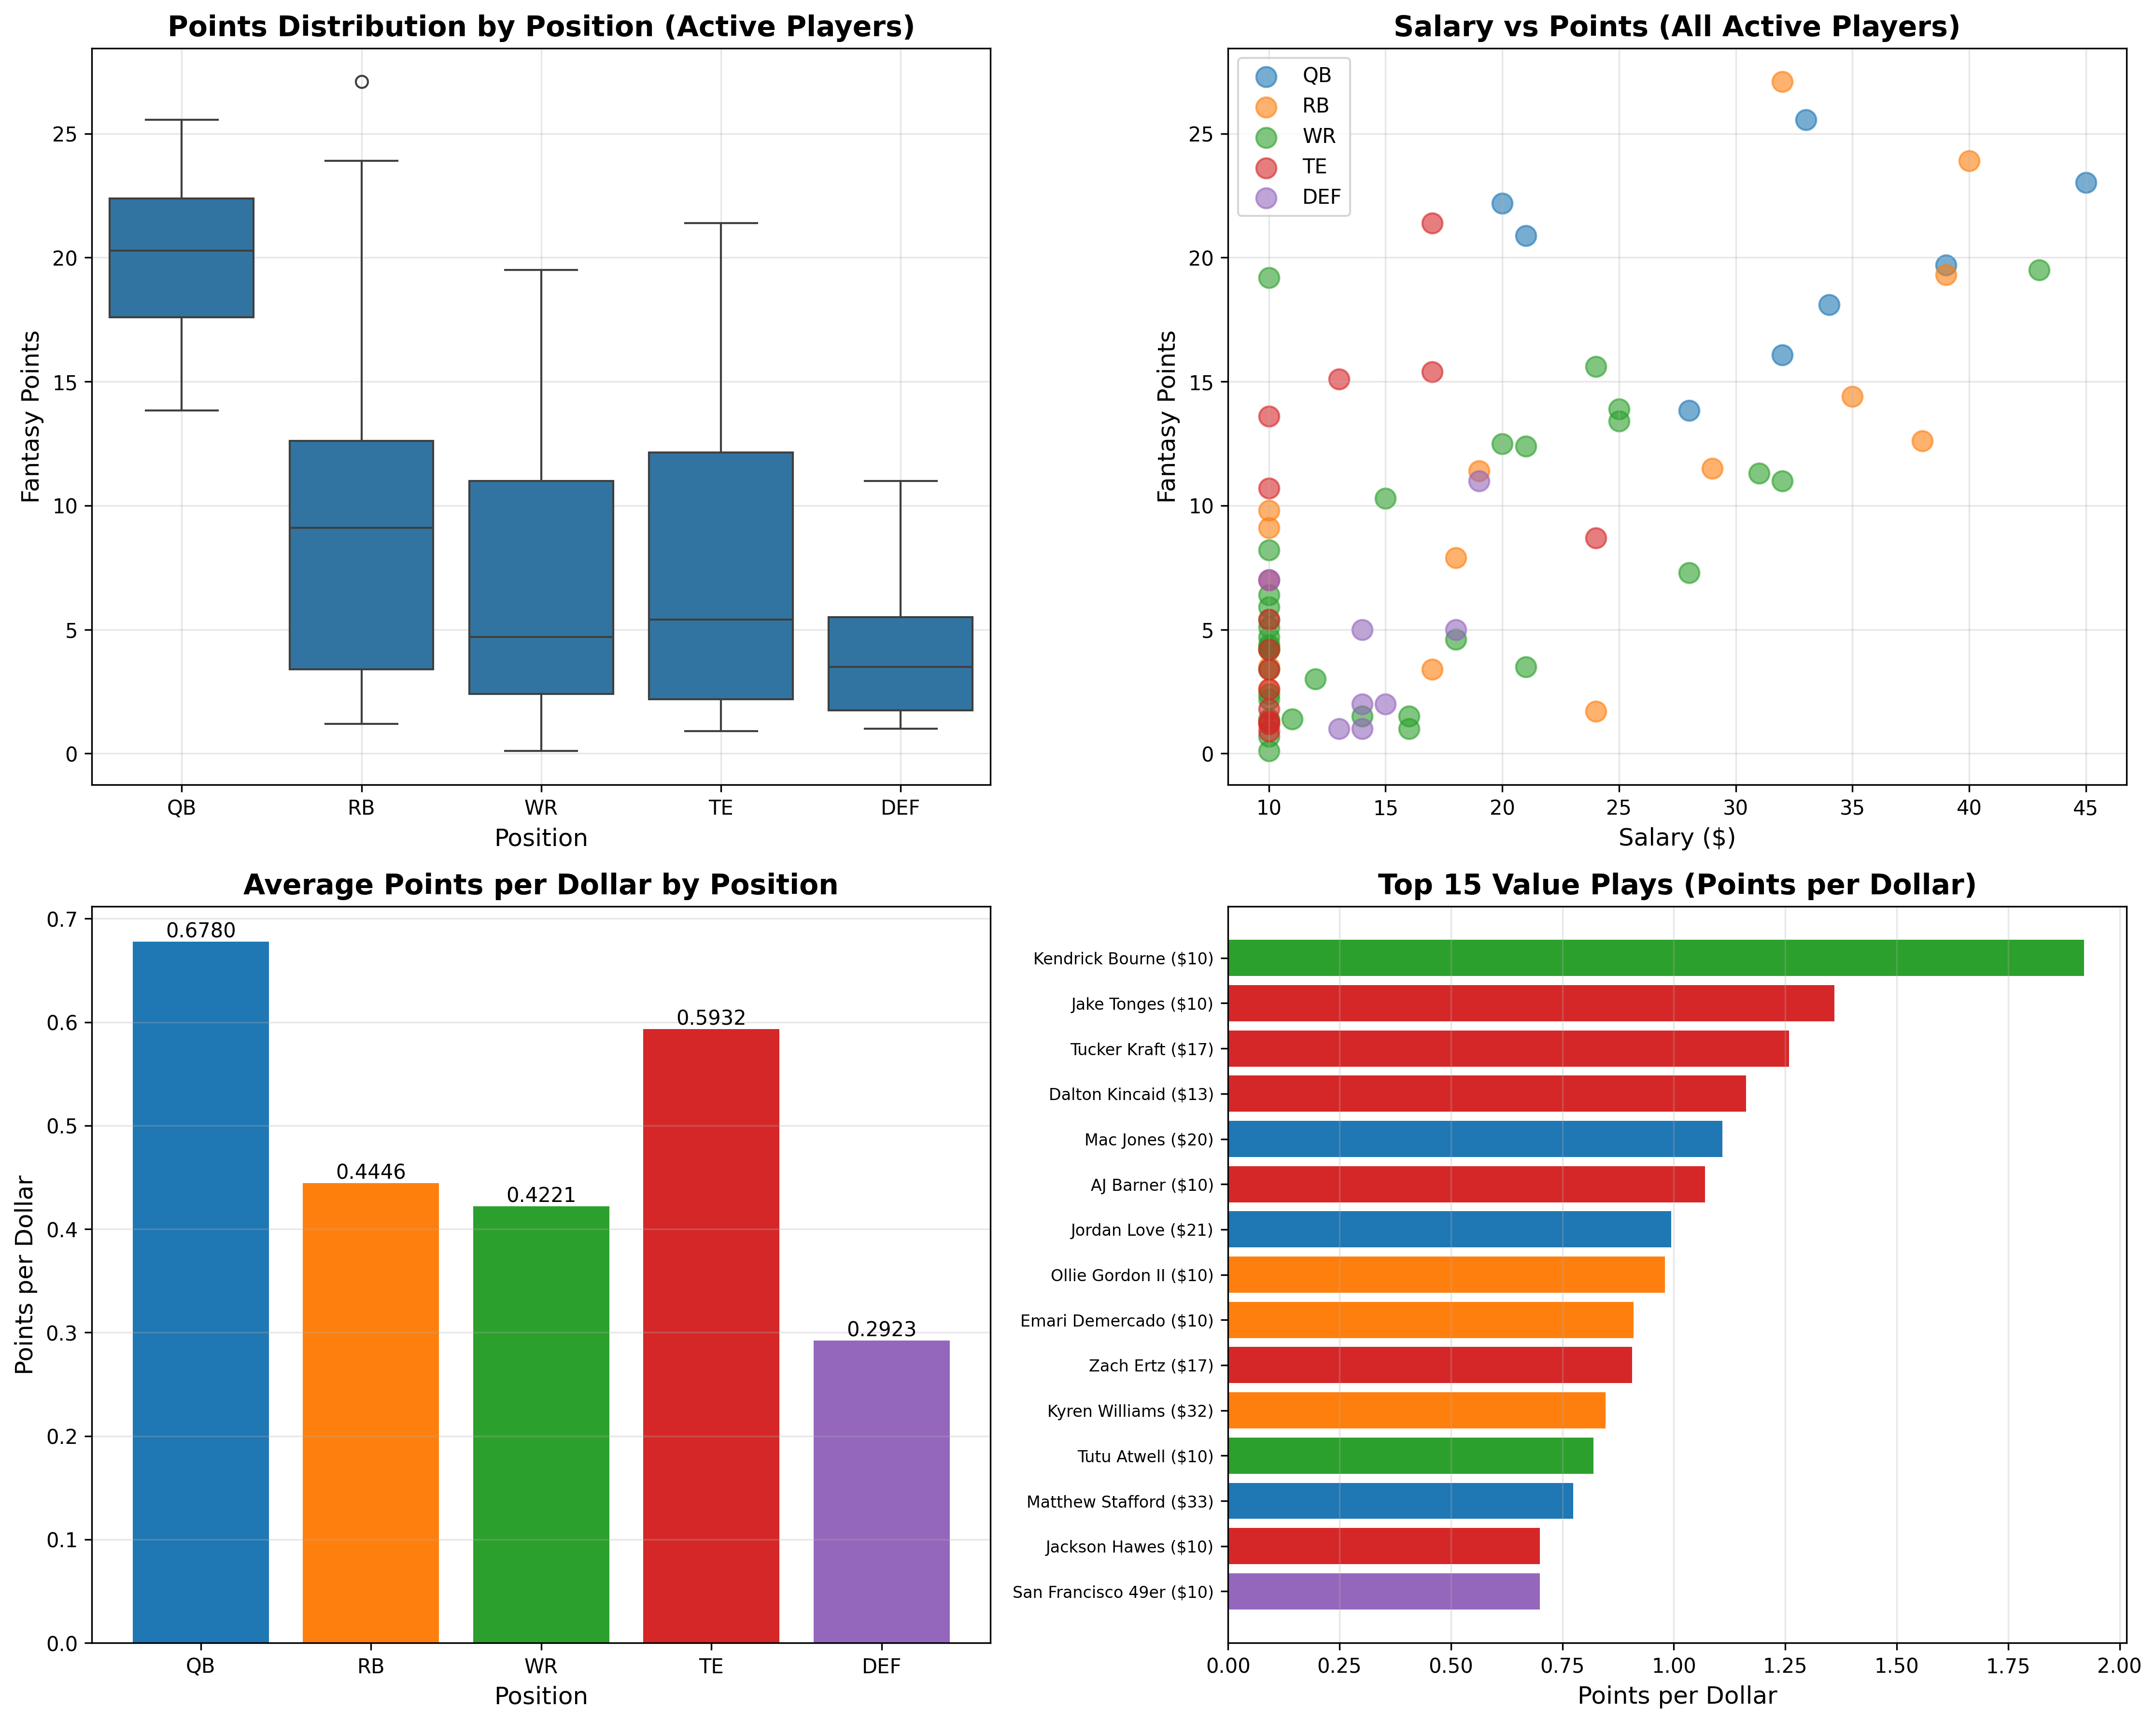 Points Distribution by Position (Active Players)
Fantasy Points
25
20
15
10
5
0
QB RB WR TE DEF
Position
Salary vs Points (All Active Players)
QB
RB
WR
TE
DEF
Fantasy Points
25
20
15
10
5
0
10 15 20 25 30 35 40 45
Salary ($)
Average Points per Dollar by Position
Points per Dollar
0.7
0.6
0.5
0.4
0.3
0.2
0.1
0.0
0.6780
0.4446
0.4221
0.5932
0.2923
QB RB WR TE DEF
Position
Top 15 Value Plays (Points per Dollar)
Kendrick Bourne ($10)
Jake Tonges ($10)
Tucker Kraft ($17)
Dalton Kincaid ($13)
Mac Jones ($20)
AJ Barner ($10)
Jordan Love ($21)
Ollie Gordon II ($10)
Emari Demercado ($10)
Zach Ertz ($17)
Kyren Williams ($32)
Tutu Atwell ($10)
Matthew Stafford ($33)
Jackson Hawes ($10)
San Francisco 49er ($10)
0.00 0.25 0.50 0.75 1.00 1.25 1.50 1.75 2.00
Points per Dollar